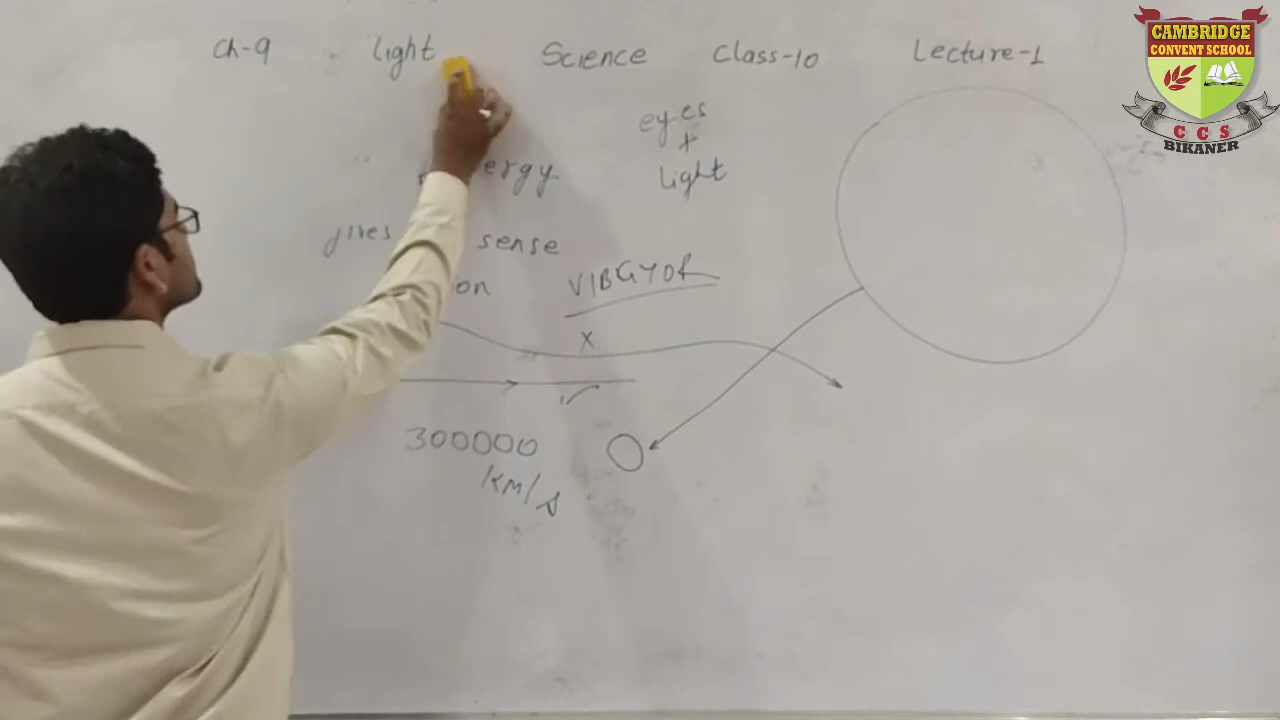 Ch-9 light Science Class-10 Lecture-1
eyes
+
light
ergy
gives sense
on
VIBGYOR
X
300000
km/s
CAMBRIDGE
CONVENT SCHOOL
CCS
BIKANER